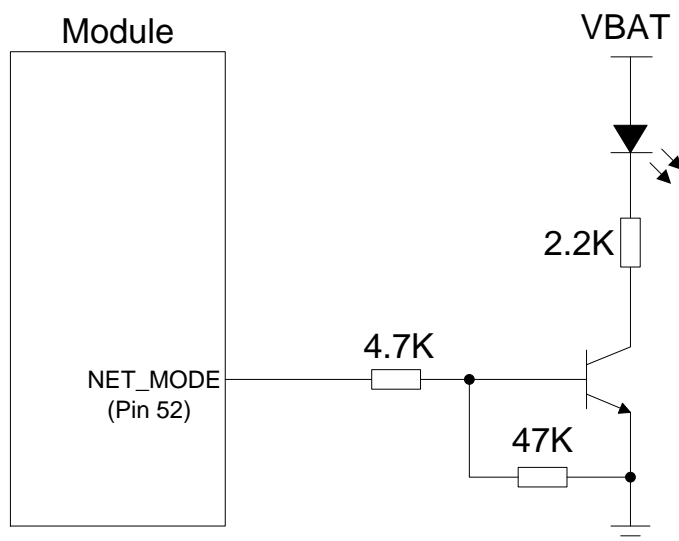 Module
VBAT
2.2K
4.7K
NET_MODE
(Pin 52)
47K